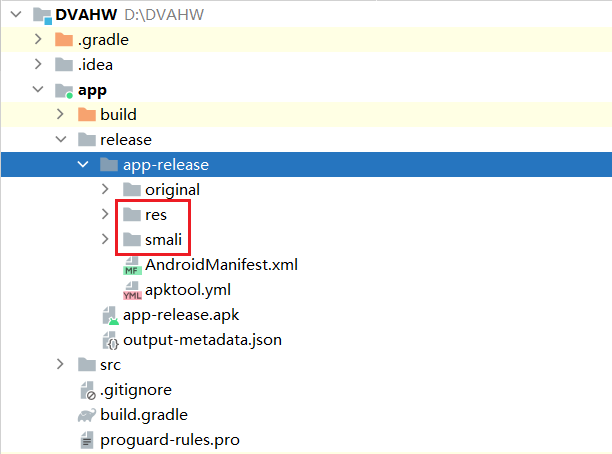 DVAHW D:\DVAHW
.gradle
.idea
app
build
release
app-release
original
res
smali
MF AndroidManifest.xml
YML apktool.yml
app-release.apk
output-metadata.json
src
.gitignore
build.gradle
proguard-rules.pro